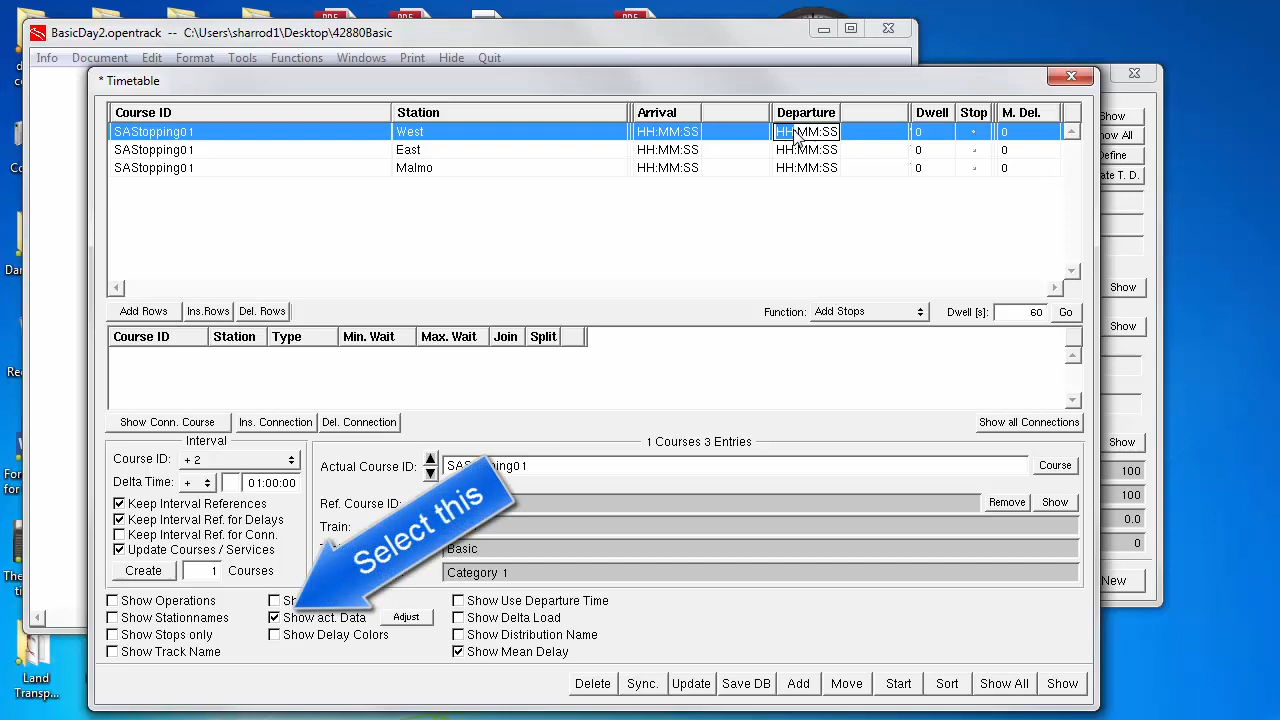 BasicDay2.opentrack -- C:\Users\sharrod1\Desktop\42880Basic
Info Document Edit Format Tools Functions Windows Print Hide Quit
* Timetable
Course ID Station Arrival Departure Dwell Stop M. Del.
SAStopping01 West HH:MM:SS HH:MM:SS 0 0
SAStopping01 East HH:MM:SS HH:MM:SS 0 0
SAStopping01 Malmo HH:MM:SS HH:MM:SS 0 0
Add Rows Ins.Rows Del. Rows Function: Add Stops Dwell [s]: 60 Go
Course ID Station Type Min. Wait Max. Wait Join Split
Show Conn. Course Ins. Connection Del. Connection Show all Connections
Interval
Course ID: + 2
Delta Time: + 01:00:00
Keep Interval References
Keep Interval Ref. for Delays
Keep Interval Ref. for Conn.
Update Courses / Services
Create 1 Courses
1 Courses 3 Entries
Actual Course ID: Course
Ref. Course ID: Remove Show
Train:
Basic
Category 1
Select this
Show Operations
Show Stationnames
Show Stops only
Show Track Name
Show act. Data Adjust
Show Delay Colors
Show Use Departure Time
Show Delta Load
Show Distribution Name
Show Mean Delay
Delete Sync. Update Save DB Add Move Start Sort Show All Show
Show
Define
Show
Show
Show
100
100
0.0
0
New
Land
Transp...